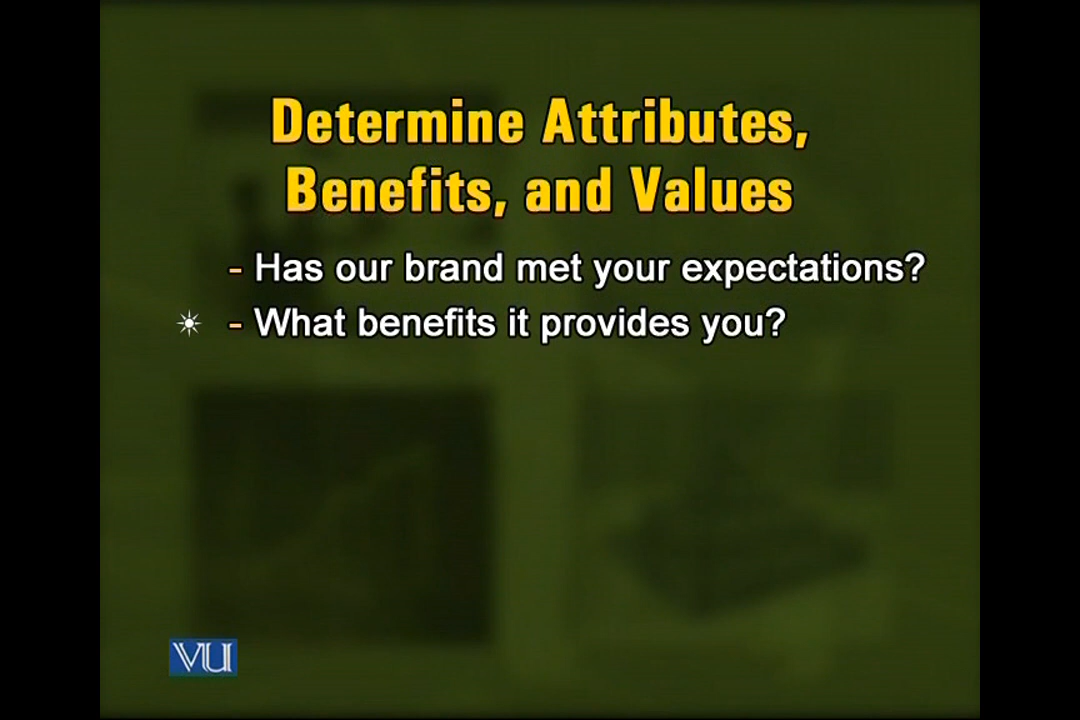 Determine Attributes,
Benefits, and Values
- Has our brand met your expectations?
- What benefits it provides you?
VU